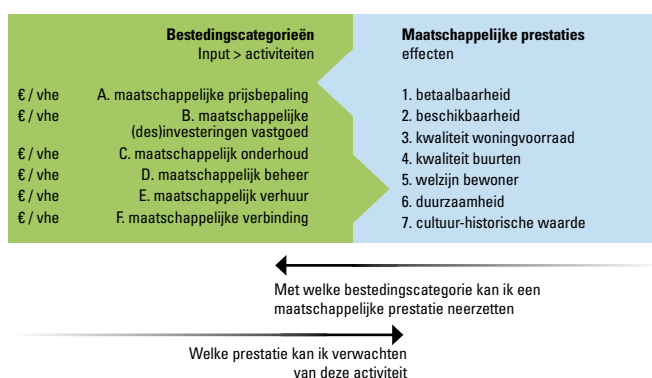 Bestedingscategorieën
Input > activiteiten
€ / vhe A. maatschappelijke prijsbepaling
€ / vhe B. maatschappelijke
(des)investeringen vastgoed
€ / vhe C. maatschappelijk onderhoud
€ / vhe D. maatschappelijk beheer
€ / vhe E. maatschappelijk verhuur
€ / vhe F. maatschappelijke verbinding
Maatschappelijke prestaties
effecten
1. betaalbaarheid
2. beschikbaarheid
3. kwaliteit woningvoorraad
4. kwaliteit buurten
5. welzijn bewoner
6. duurzaamheid
7. cultuur-historische waarde
Met welke bestedingscategorie kan ik een
maatschappelijke prestatie neerzetten
Welke prestatie kan ik verwachten
van deze activiteit